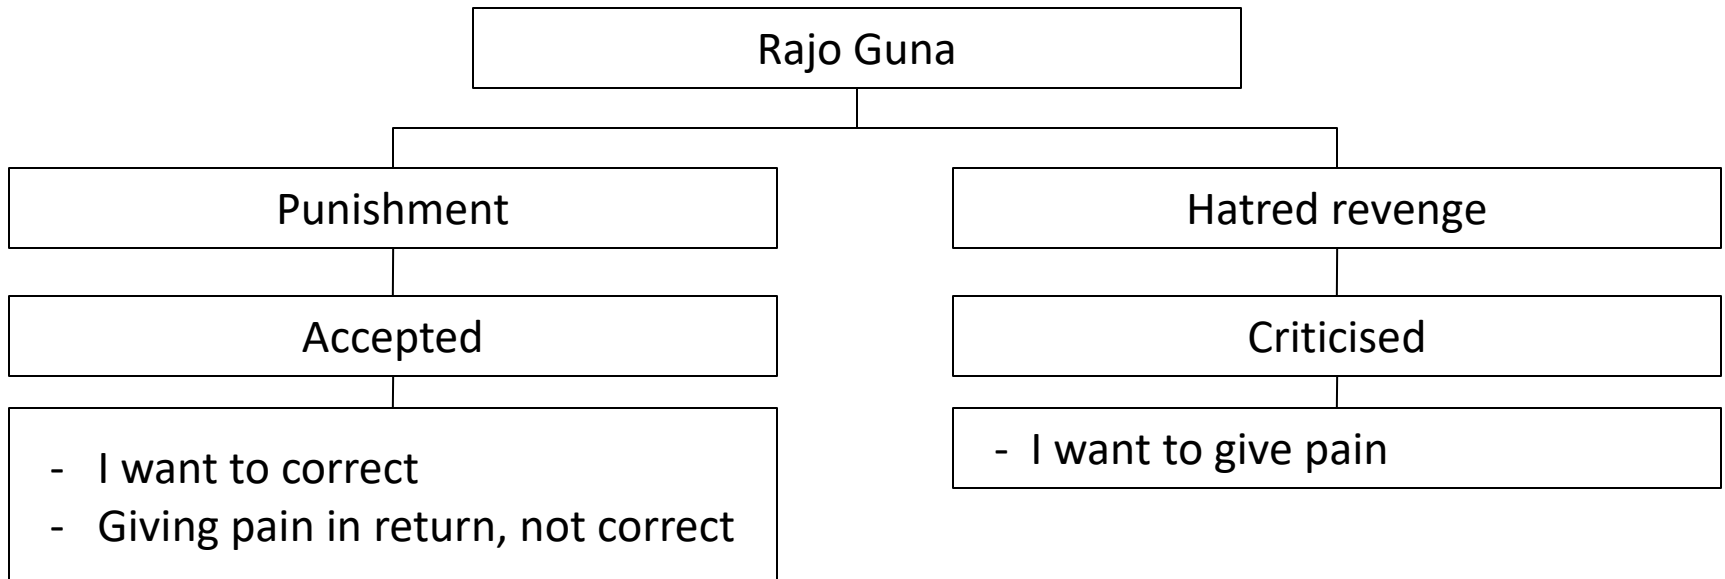 Rajo Guna
Punishment
Hatred revenge
Accepted
Criticised
- I want to correct
- Giving pain in return, not correct
- I want to give pain